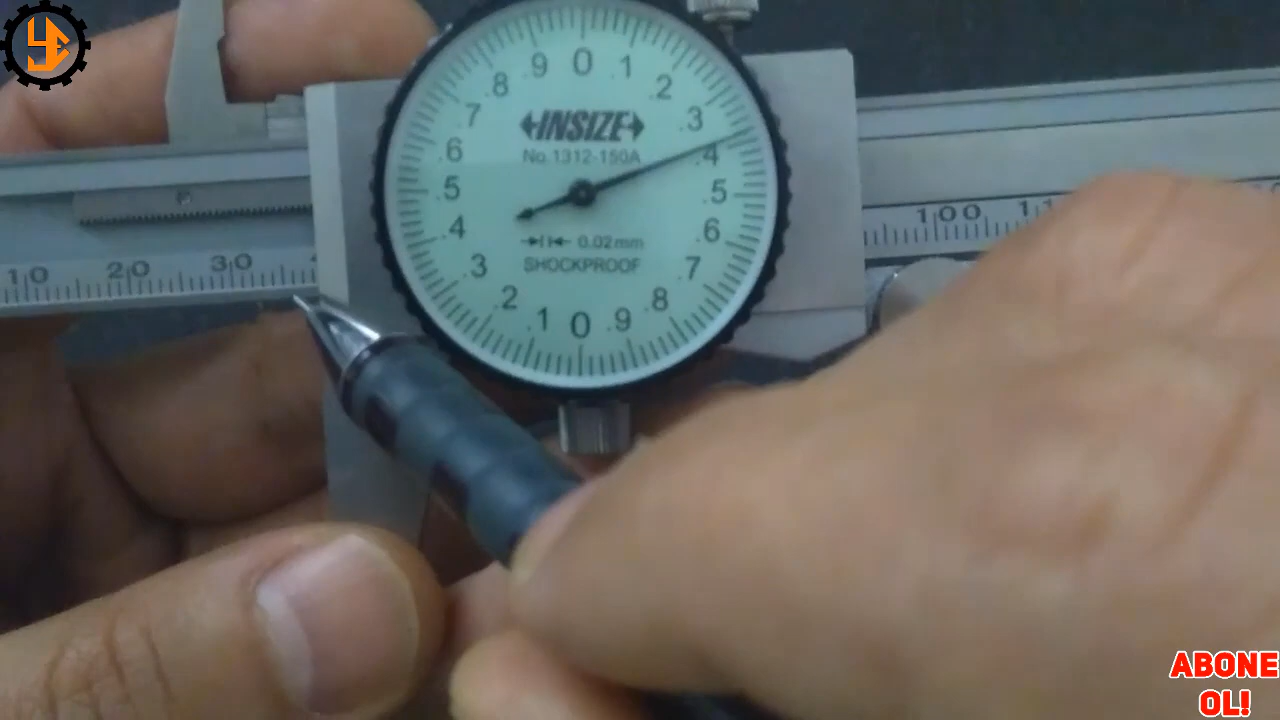 .9 0 .1
.8 .2
.7 .3
INSIZE
.6 .4
No.1312-150A
.5 .5
.4 .6
0.02mm
.3 SHOCKPROOF .7
.2 .8
.1 0 .9
10 20 30
100
ABONE
OL!